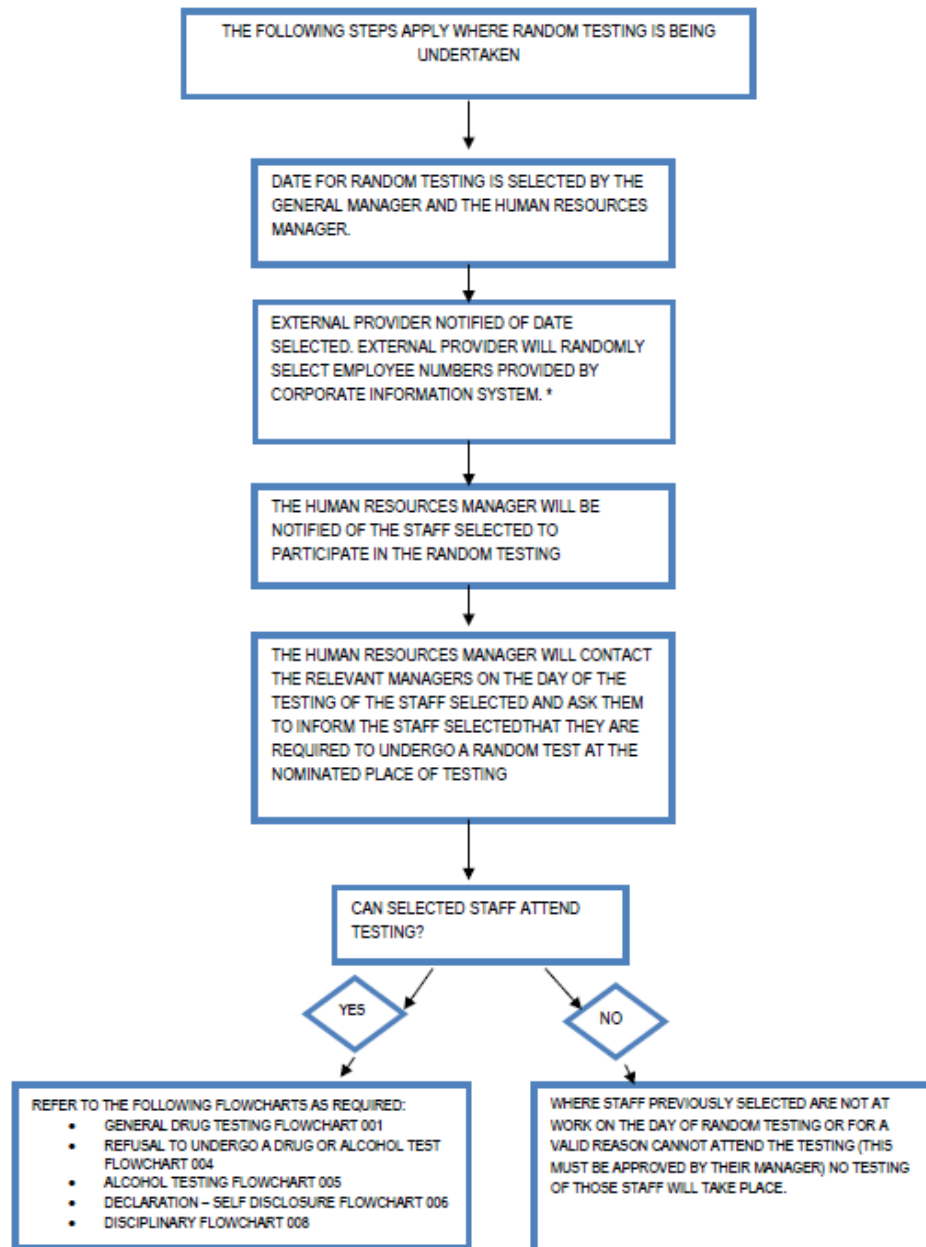 THE FOLLOWING STEPS APPLY WHERE RANDOM TESTING IS BEING
UNDERTAKEN
DATE FOR RANDOM TESTING IS SELECTED BY THE
GENERAL MANAGER AND THE HUMAN RESOURCES
MANAGER.
EXTERNAL PROVIDER NOTIFIED OF DATE
SELECTED. EXTERNAL PROVIDER WILL RANDOMLY
SELECT EMPLOYEE NUMBERS PROVIDED BY
CORPORATE INFORMATION SYSTEM. *
THE HUMAN RESOURCES MANAGER WILL BE
NOTIFIED OF THE STAFF SELECTED TO
PARTICIPATE IN THE RANDOM TESTING
THE HUMAN RESOURCES MANAGER WILL CONTACT
THE RELEVANT MANAGERS ON THE DAY OF THE
TESTING OF THE STAFF SELECTED AND ASK THEM
TO INFORM THE STAFF SELECTEDTHAT THEY ARE
REQUIRED TO UNDERGO A RANDOM TEST AT THE
NOMINATED PLACE OF TESTING
CAN SELECTED STAFF ATTEND
TESTING?
YES
NO
REFER TO THE FOLLOWING FLOWCHARTS AS REQUIRED:
• GENERAL DRUG TESTING FLOWCHART 001
• REFUSAL TO UNDERGO A DRUG OR ALCOHOL TEST
FLOWCHART 004
• ALCOHOL TESTING FLOWCHART 005
• DECLARATION – SELF DISCLOSURE FLOWCHART 006
• DISCIPLINARY FLOWCHART 008
WHERE STAFF PREVIOUSLY SELECTED ARE NOT AT
WORK ON THE DAY OF RANDOM TESTING OR FOR A
VALID REASON CANNOT ATTEND THE TESTING (THIS
MUST BE APPROVED BY THEIR MANAGER) NO TESTING
OF THOSE STAFF WILL TAKE PLACE.